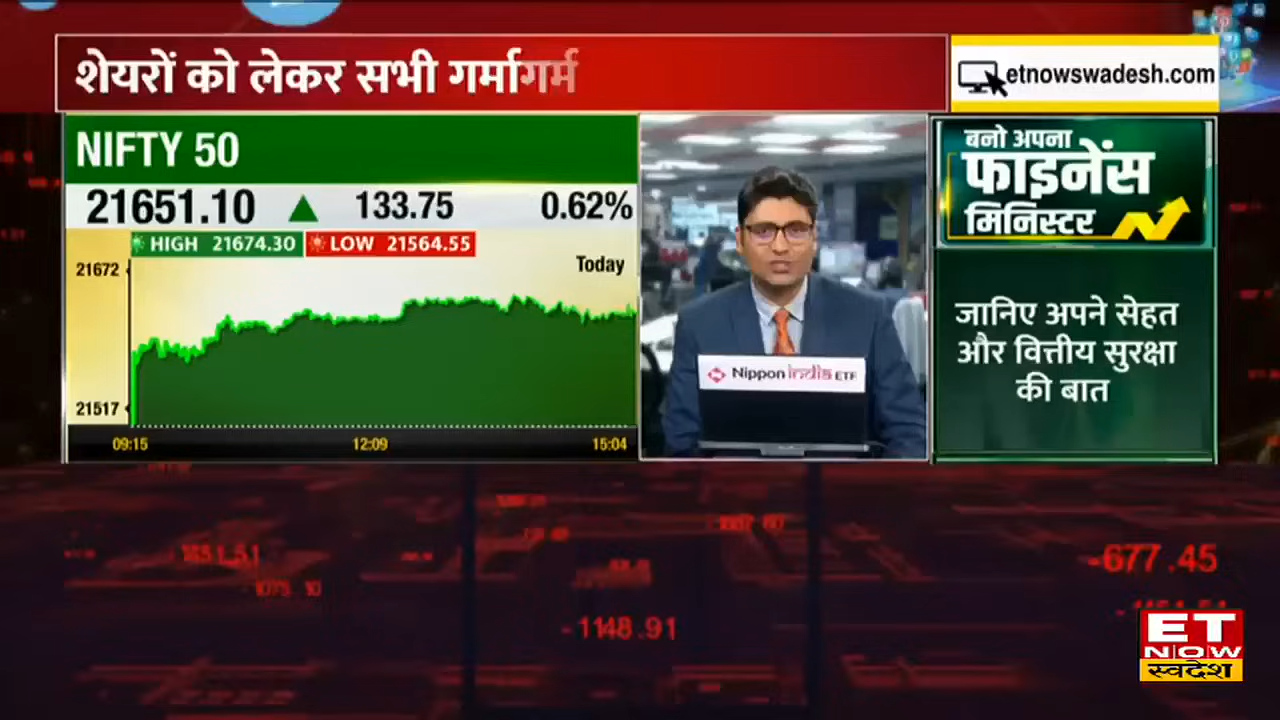 शेयरों को लेकर सभी गर्मागर्म
etnowswadesh.com
NIFTY 50
21651.10 133.75 0.62%
HIGH 21674.30 LOW 21564.55
Today
21672
21517
09:15 12:09 15:04
Nippon india ETF
बनो अपना
फाइनेंस
मिनिस्टर
जानिए अपने सेहत
और वित्तीय सुरक्षा
की बात
-677.45
-1148.91
ET
NOW
स्वदेश